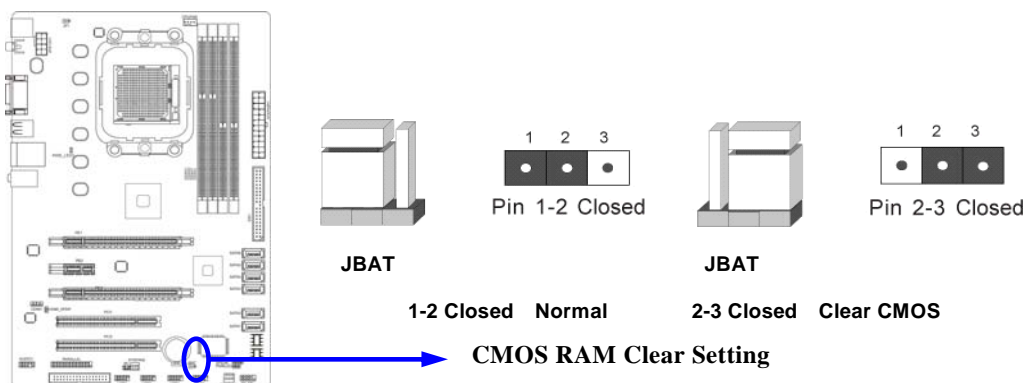 1 2 3
Pin 1-2 Closed
1 2 3
Pin 2-3 Closed
JBAT
JBAT
1-2 Closed Normal
2-3 Closed Clear CMOS
CMOS RAM Clear Setting